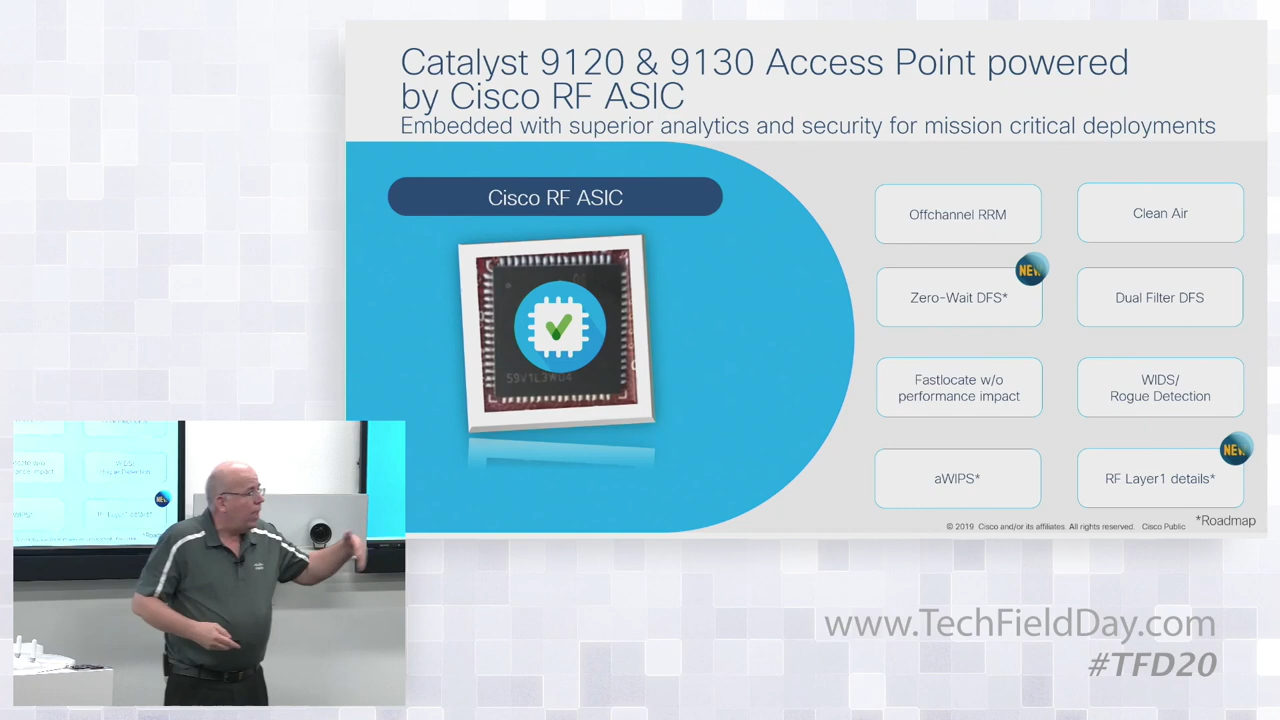 Catalyst 9120 & 9130 Access Point powered
by Cisco RF ASIC
Embedded with superior analytics and security for mission critical deployments
Cisco RF ASIC
Offchannel RRM
Clean Air
NEW
Zero-Wait DFS*
Dual Filter DFS
Fastlocate w/o
performance impact
WIDS/
Rogue Detection
NEW
aWIPS*
RF Layer1 details*
© 2019 Cisco and/or its affiliates. All rights reserved. Cisco Public
*Roadmap
www.TechFieldDay.com
#TFD20